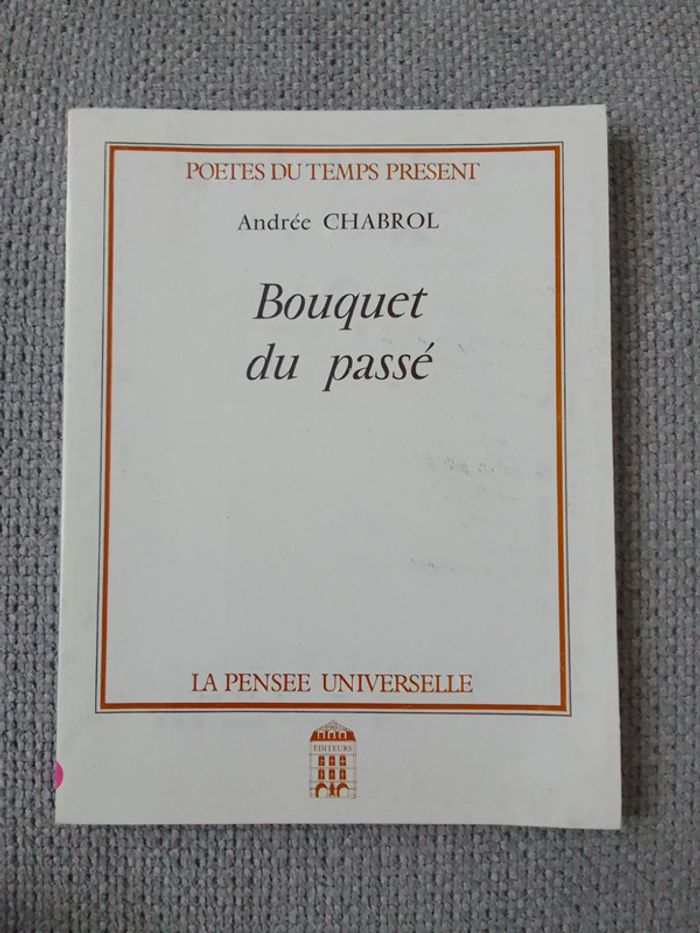 POETES DU TEMPS PRESENT
Andrée CHABROL
Bouquet
du passé
LA PENSEE UNIVERSELLE
EDITEURS